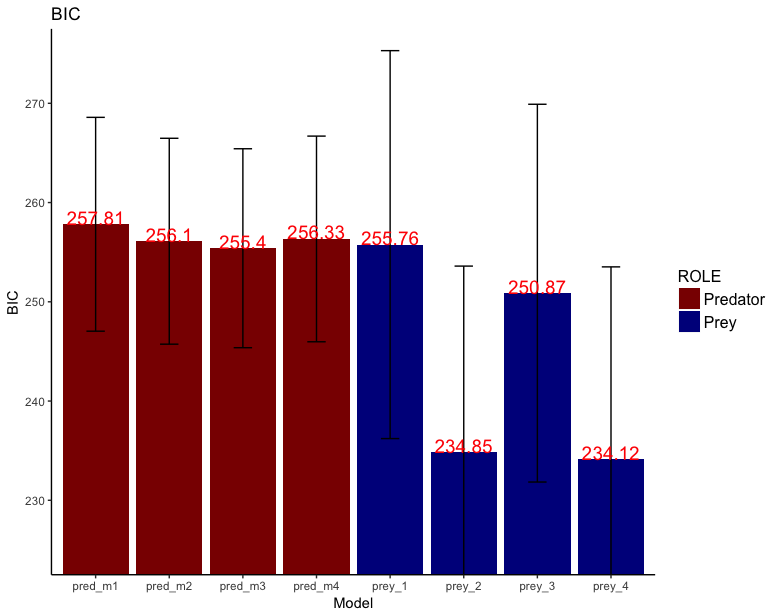 BIC
BIC
270
260
250
240
230
257.81
256.1
255.4
256.33
255.76
234.85
250.87
234.12
pred_m1 pred_m2 pred_m3 pred_m4 prey_1 prey_2 prey_3 prey_4
Model
ROLE
Predator
Prey